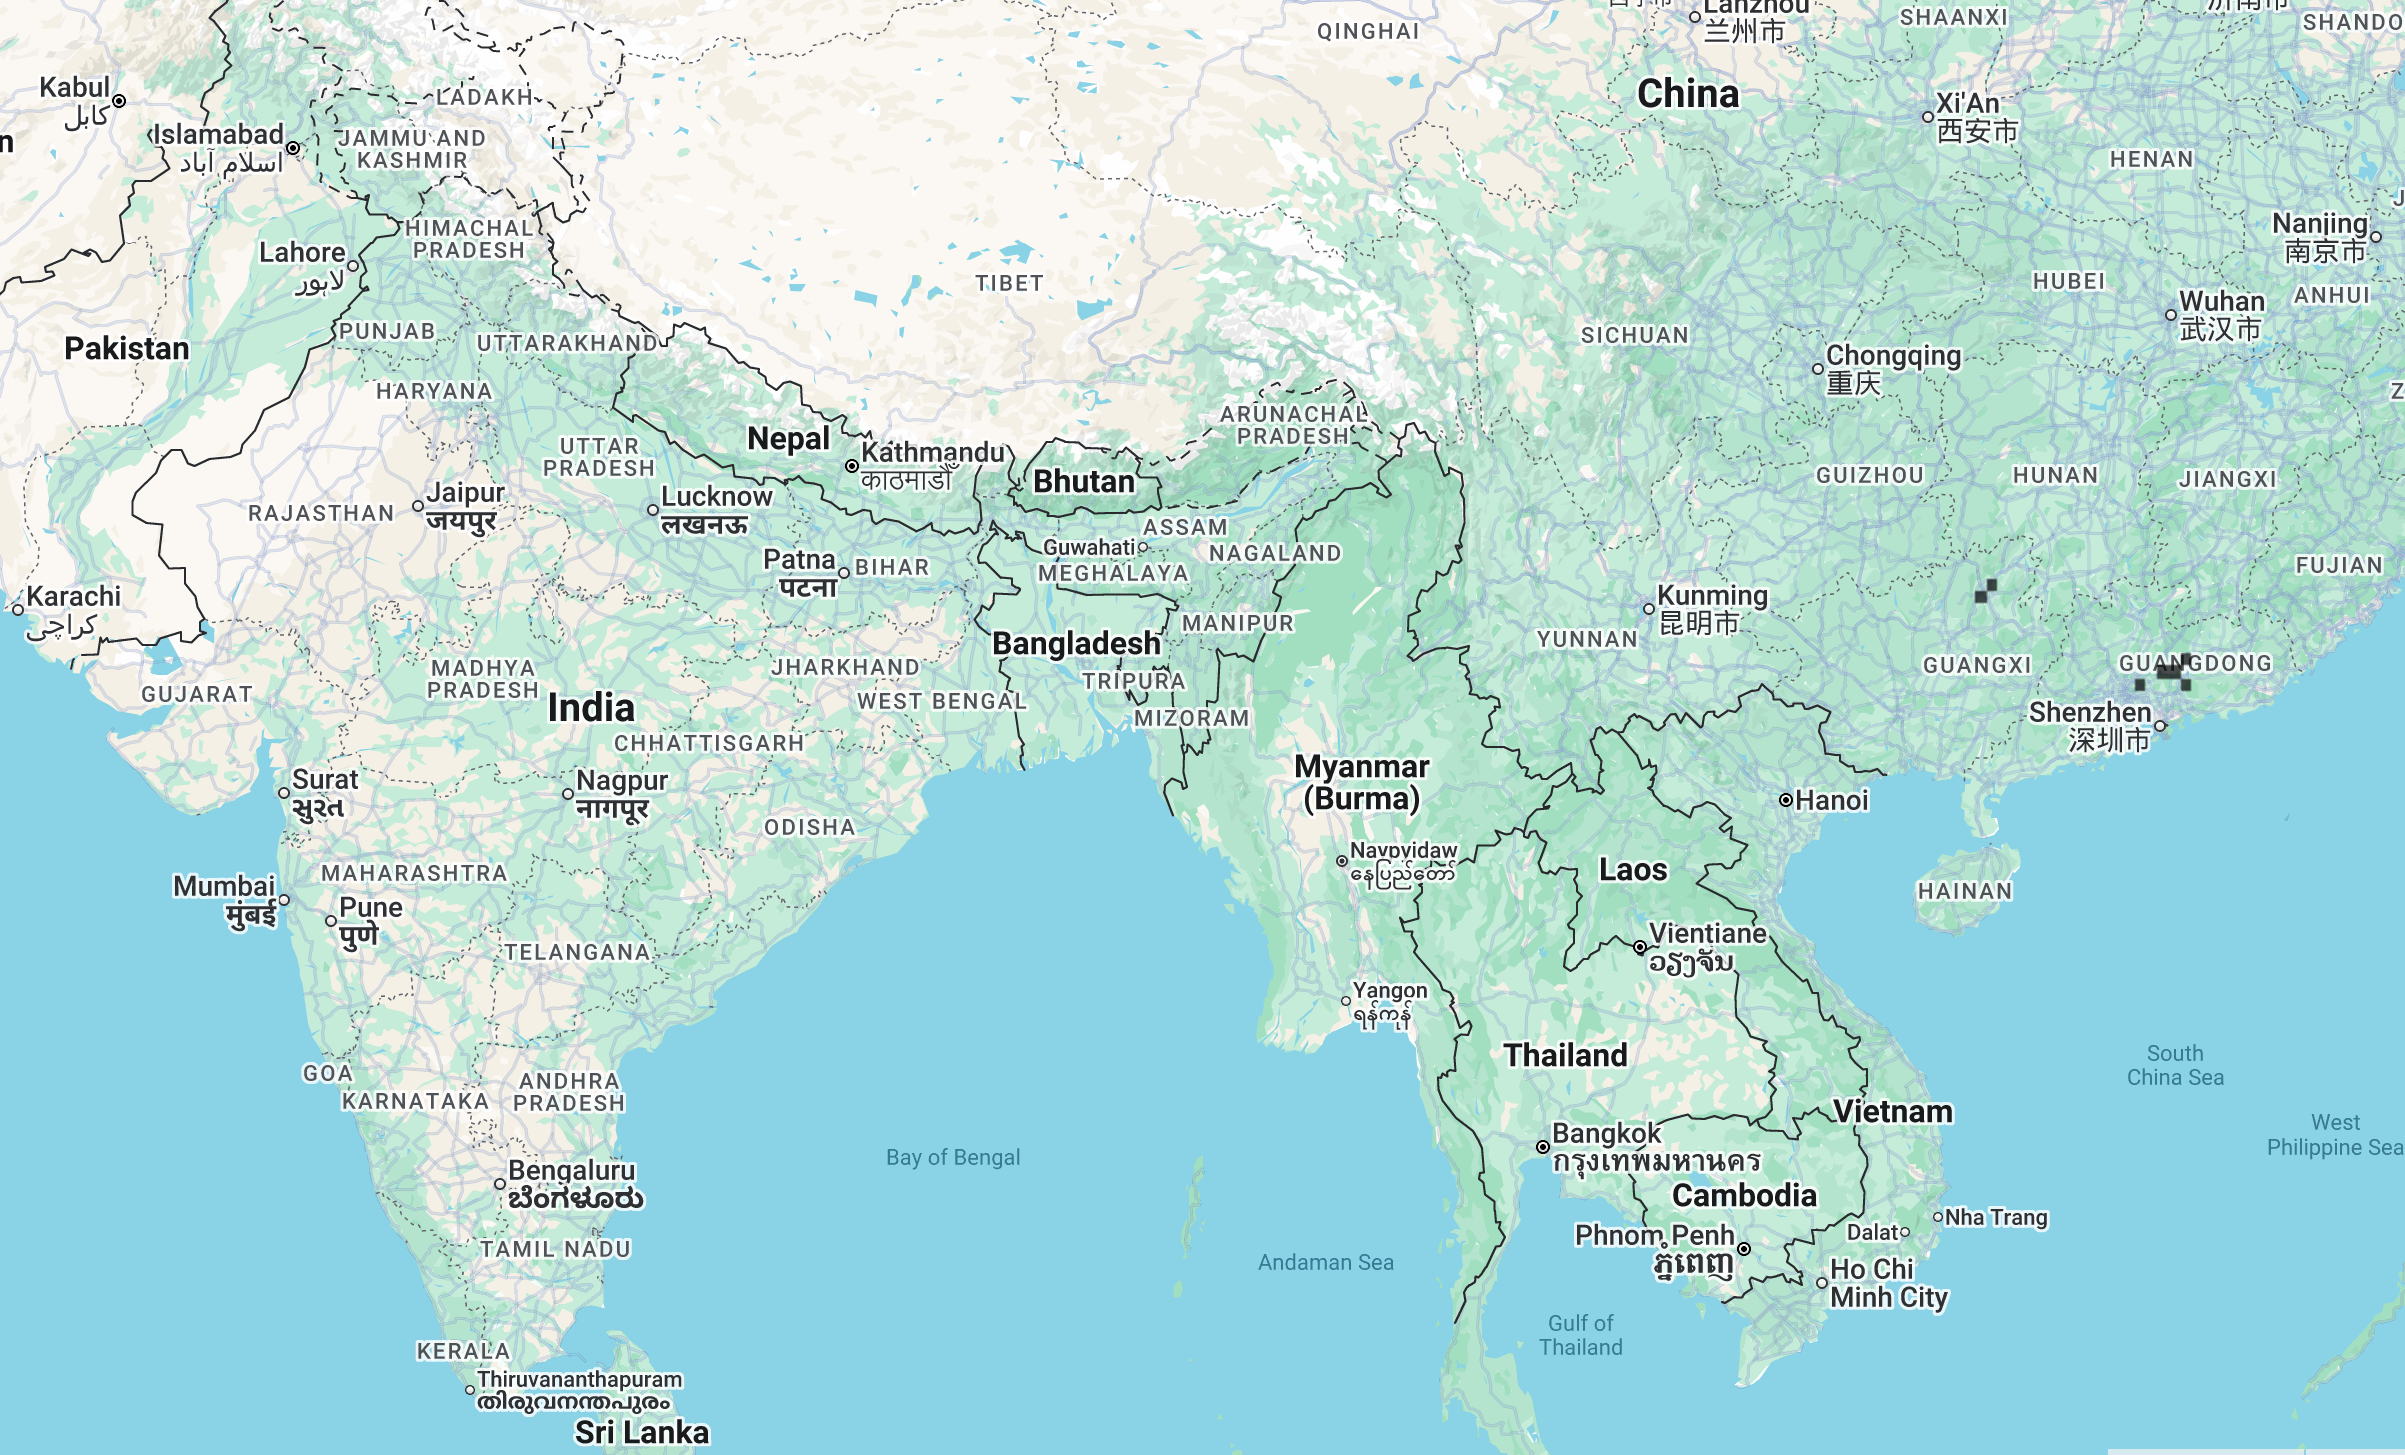 QINGHAI
Lanzhou
兰州市
SHAANXI
济南市
SHANDO
Kabul
کابل
LADAKH
China
Xi'An
西安市
Islamabad
اسلام آباد
JAMMU AND
KASHMIR
n
HENAN
J
HIMACHAL
PRADESH
Lahore
لاہور
Nanjing
南京市
TIBET
HUBEI
ANHUI
Wuhan
武汉市
PUNJAB
UTTARAKHAND
SICHUAN
Pakistan
Chongqing
重庆
HARYANA
Z
ARUNACHAL
PRADESH
Nepal
Kathmandu
काठमाडौं
UTTAR
PRADESH
Bhutan
GUIZHOU
HUNAN
JIANGXI
Jaipur
जयपुर
Lucknow
लखनऊ
RAJASTHAN
ASSAM
Guwahati
NAGALAND
Patna
पटना
BIHAR
MEGHALAYA
FUJIAN
Karachi
کراچی
Kunming
昆明市
MANIPUR
YUNNAN
Bangladesh
MADHYA
PRADESH
JHARKHAND
GUANGXI
GUANGDONG
TRIPURA
GUJARAT
India
WEST BENGAL
MIZORAM
Shenzhen
深圳市
CHHATTISGARH
Myanmar
(Burma)
Surat
સુરત
Nagpur
नागपूर
Hanoi
ODISHA
Naypyidaw
နေပြည်တော်
Laos
MAHARASHTRA
HAINAN
Mumbai
मुंबई
Pune
पुणे
Vientiane
ວຽງຈັນ
TELANGANA
Yangon
ရန်ကုန်
Thailand
South
China Sea
GOA
ANDHRA
PRADESH
KARNATAKA
Vietnam
West
Philippine Sea
Bangkok
กรุงเทพมหานคร
Bay of Bengal
Bengaluru
ಬೆಂಗಳೂರು
Cambodia
Nha Trang
Dalat
Phnom Penh
ភ្នំពេញ
TAMIL NADU
Andaman Sea
Ho Chi
Minh City
Gulf of
Thailand
KERALA
Thiruvananthapuram
തിരുവനന്തപുരം
Sri Lanka